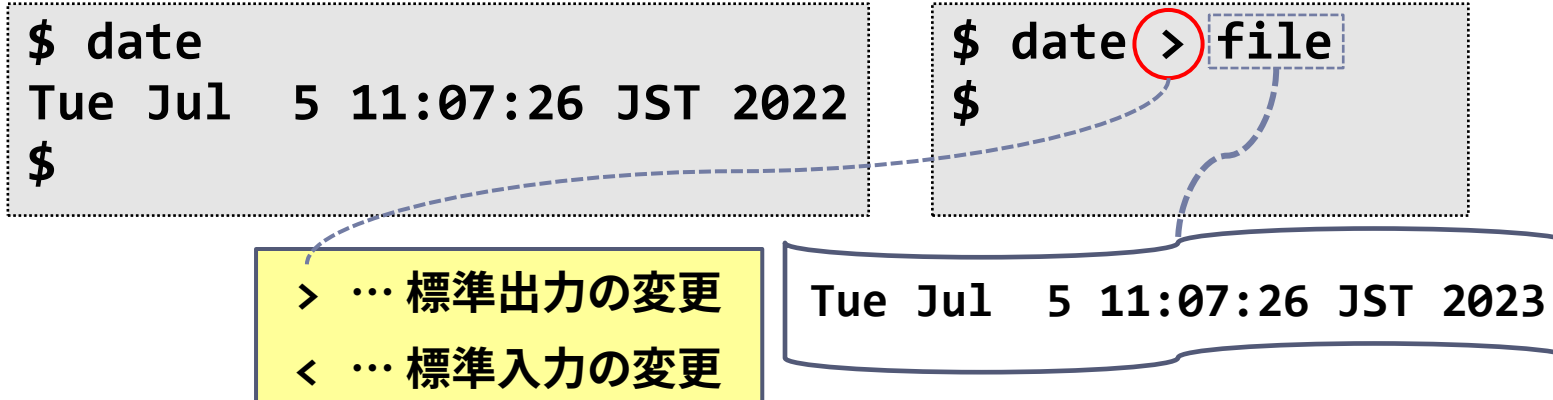 $ date
Tue Jul  5 11:07:26 JST 2022
$
$ date > file
$
> … 標準出力の変更
< … 標準入力の変更
Tue Jul  5 11:07:26 JST 2023